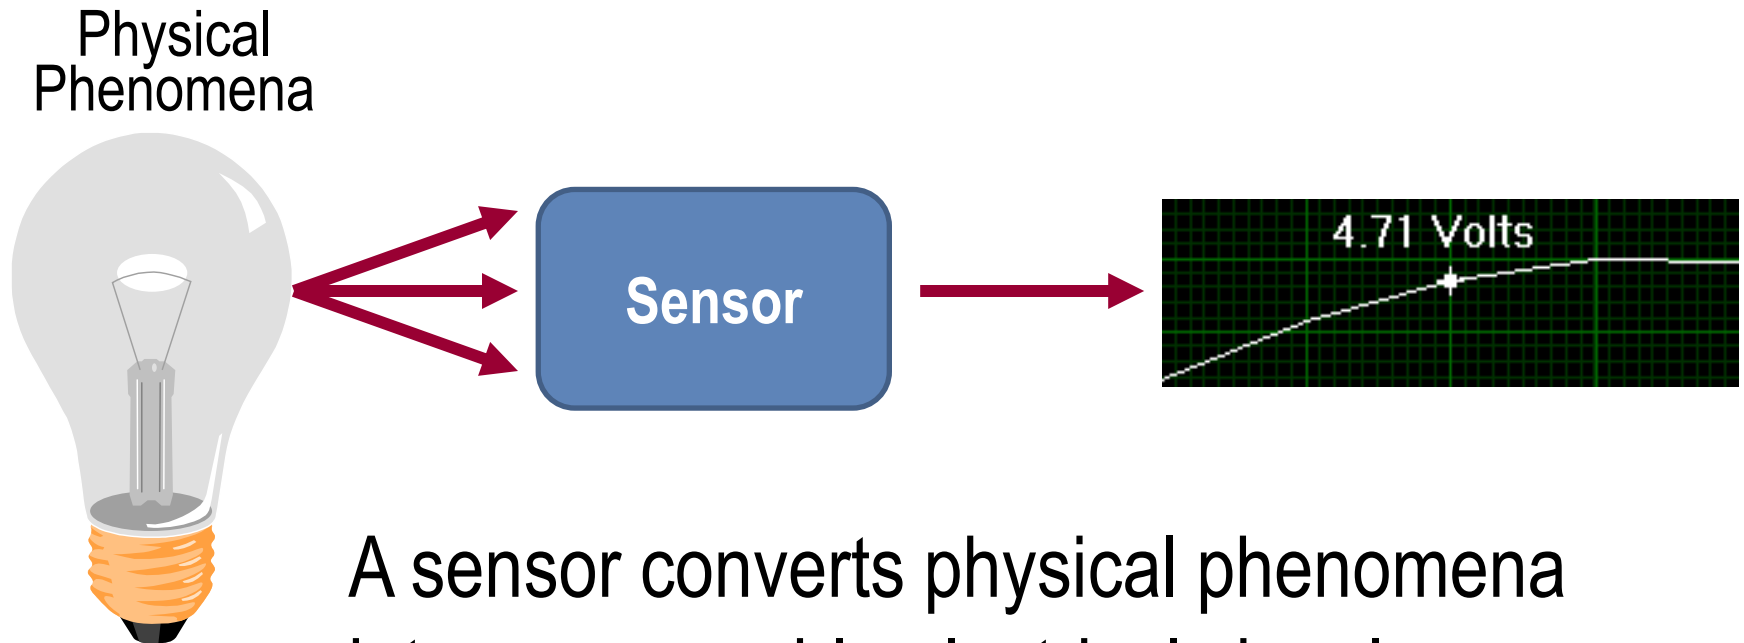 Physical
Phenomena
Sensor
4.71 Volts
A sensor converts physical phenomena